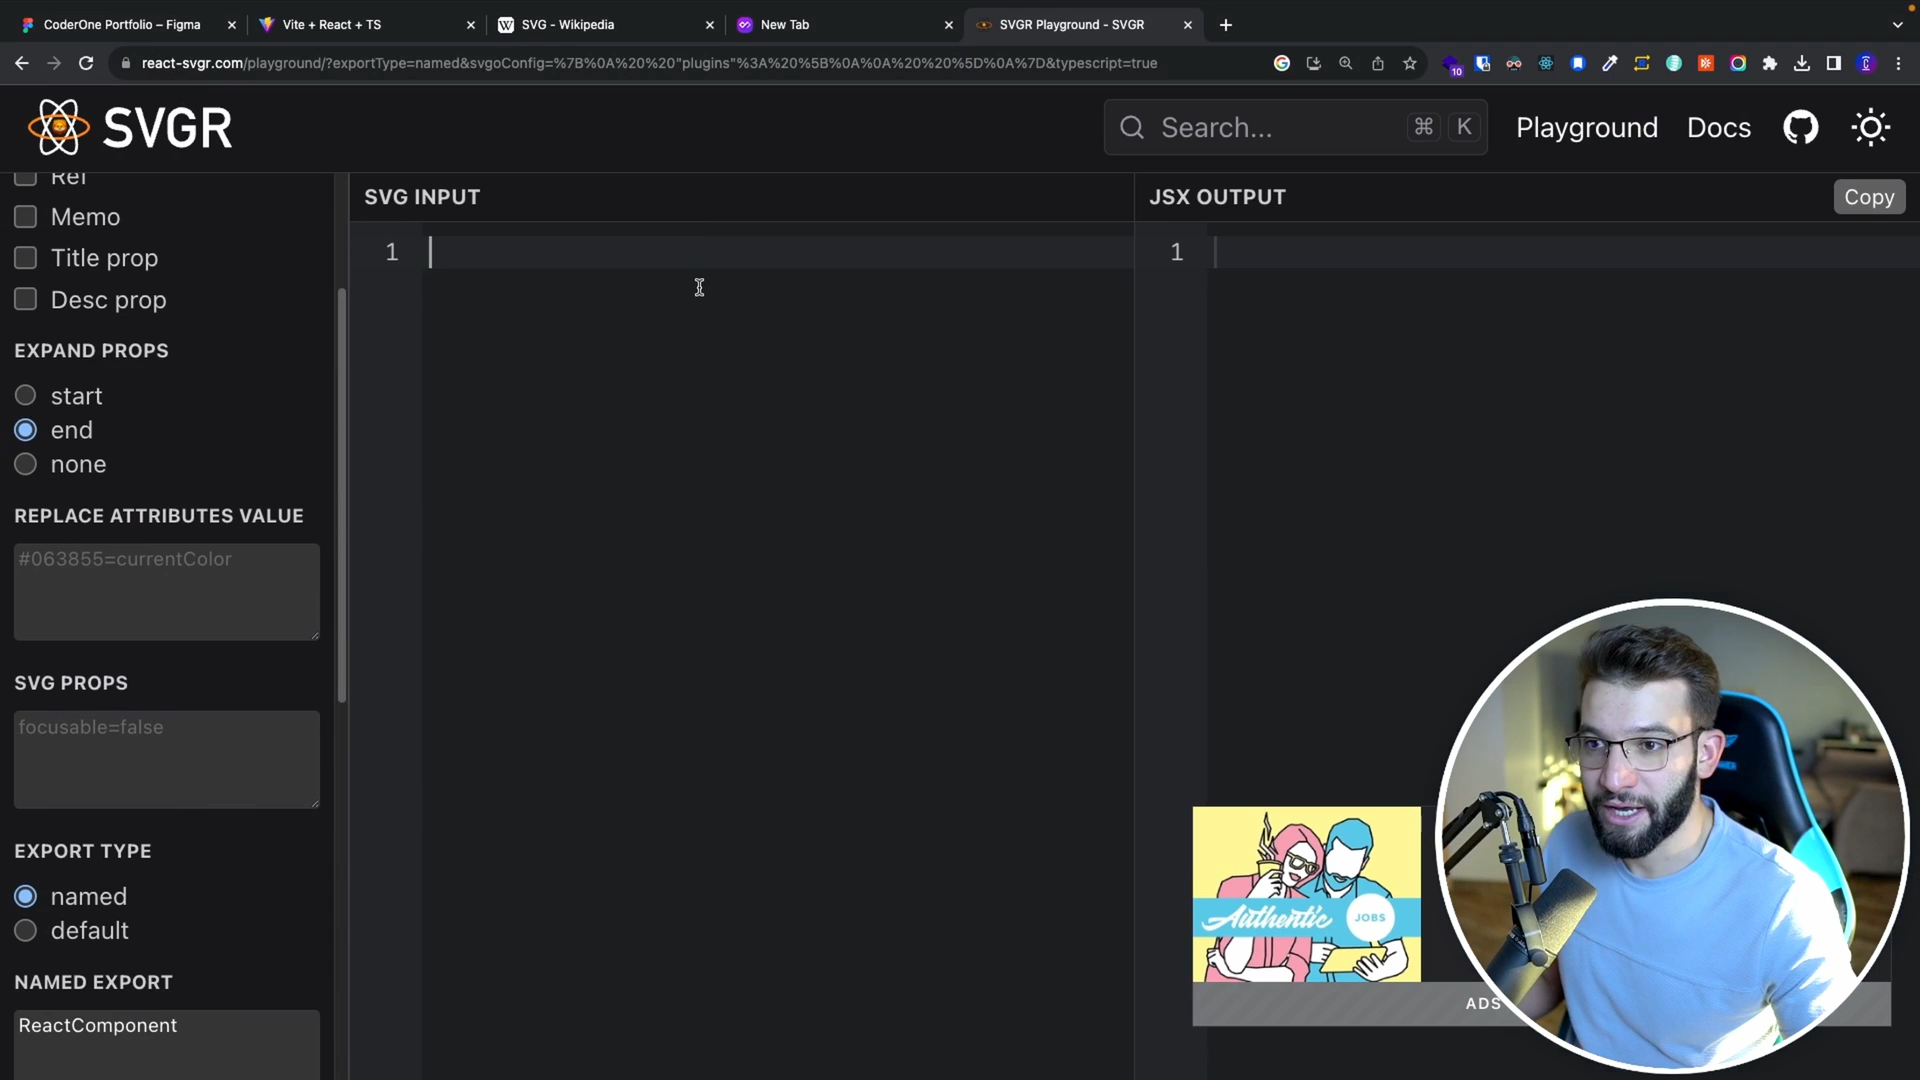 CoderOne Portfolio – Figma
Vite + React + TS
SVG - Wikipedia
New Tab
SVGR Playground - SVGR
react-svgr.com/playground/?exportType=named&svgoConfig=%7B%0A%20%20"plugins"%3A%20%5B%0A%0A%20%20%5D%0A%7D&typescript=true
10
SVGR
Search...
⌘ K
Playground
Docs
Ref
Memo
Title prop
Desc prop
EXPAND PROPS
start
end
none
REPLACE ATTRIBUTES VALUE
#063855=currentColor
SVG PROPS
focusable=false
EXPORT TYPE
named
default
NAMED EXPORT
ReactComponent
SVG INPUT
1
JSX OUTPUT
Copy
1
Authentic JOBS
ADS